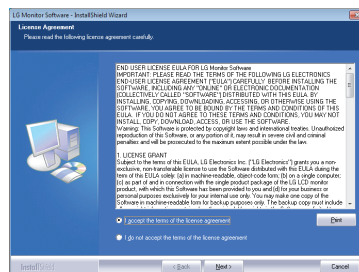 LG Monitor Software - InstallShield Wizard
License Agreement
Please read the following license agreement carefully.
END-USER LICENSE EULA FOR LG Monitor Software
IMPORTANT: PLEASE READ THE TERMS OF THE FOLLOWING LG ELECTRONICS
END-USER LICENSE AGREEMENT ("EULA") CAREFULLY BEFORE INSTALLING THE
SOFTWARE, INCLUDING ANY "ONLINE" OR ELECTRONIC DOCUMENTATION
(COLLECTIVELY CALLED "SOFTWARE") DISTRIBUTED WITH THIS EULA. BY
INSTALLING, COPYING, DOWNLOADING, ACCESSING, OR OTHERWISE USING THE
SOFTWARE, YOU AGREE TO BE BOUND BY THE TERMS AND CONDITIONS OF THIS
EULA. IF YOU DO NOT AGREE TO THESE TERMS AND CONDITIONS, YOU MAY NOT
INSTALL, COPY, DOWNLOAD, ACCESS, OR USE THE SOFTWARE.
Warning: This Software is protected by copyright laws and international treaties. Unauthorized
reproduction of this Software, or any portion of it, may result in severe civil and criminal
penalties and will be prosecuted to the maximum extent possible under the law.
1. LICENSE GRANT
Subject to the terms of this EULA, LG Electronics Inc. ("LG Electronics") grants you a non-
exclusive, non-transferable license to use the Software distributed with this EULA during the
term of this EULA solely: (a) in machine-readable, object-code form; (b) on a single computer;
(c) as part of and in connection with the single product package of the LG LCD monitor
product, with which the Software has been provided to you and (d) for your business or
personal purposes exclusively for your internal use only. You may make one copy of the
Software in machine-readable form for backup purposes only. The backup copy must include
I accept the terms of the license agreement
Print
I do not accept the terms of the license agreement
InstallShield
< Back
Next >
Cancel